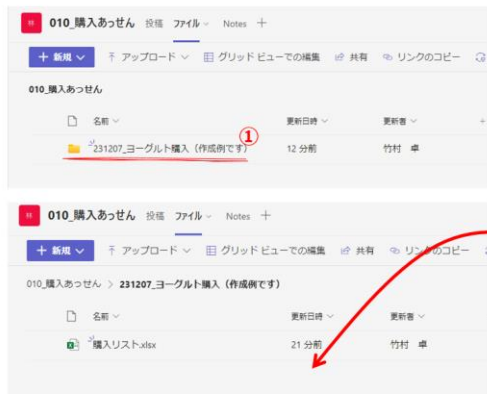 010_購入あっせん 投稿 ファイル Notes
新規 アップロード グリッド ビューでの編集 共有 リンクのコピー
010_購入あっせん
名前 更新日時 更新者
①
231207_ヨーグルト購入（作成例です） 12 分前 竹村 卓
010_購入あっせん 投稿 ファイル Notes
新規 アップロード グリッド ビューでの編集 共有 リンクのコピー
010_購入あっせん > 231207_ヨーグルト購入（作成例です）
名前 更新日時 更新者
購入リスト.xlsx 21 分前 竹村 卓